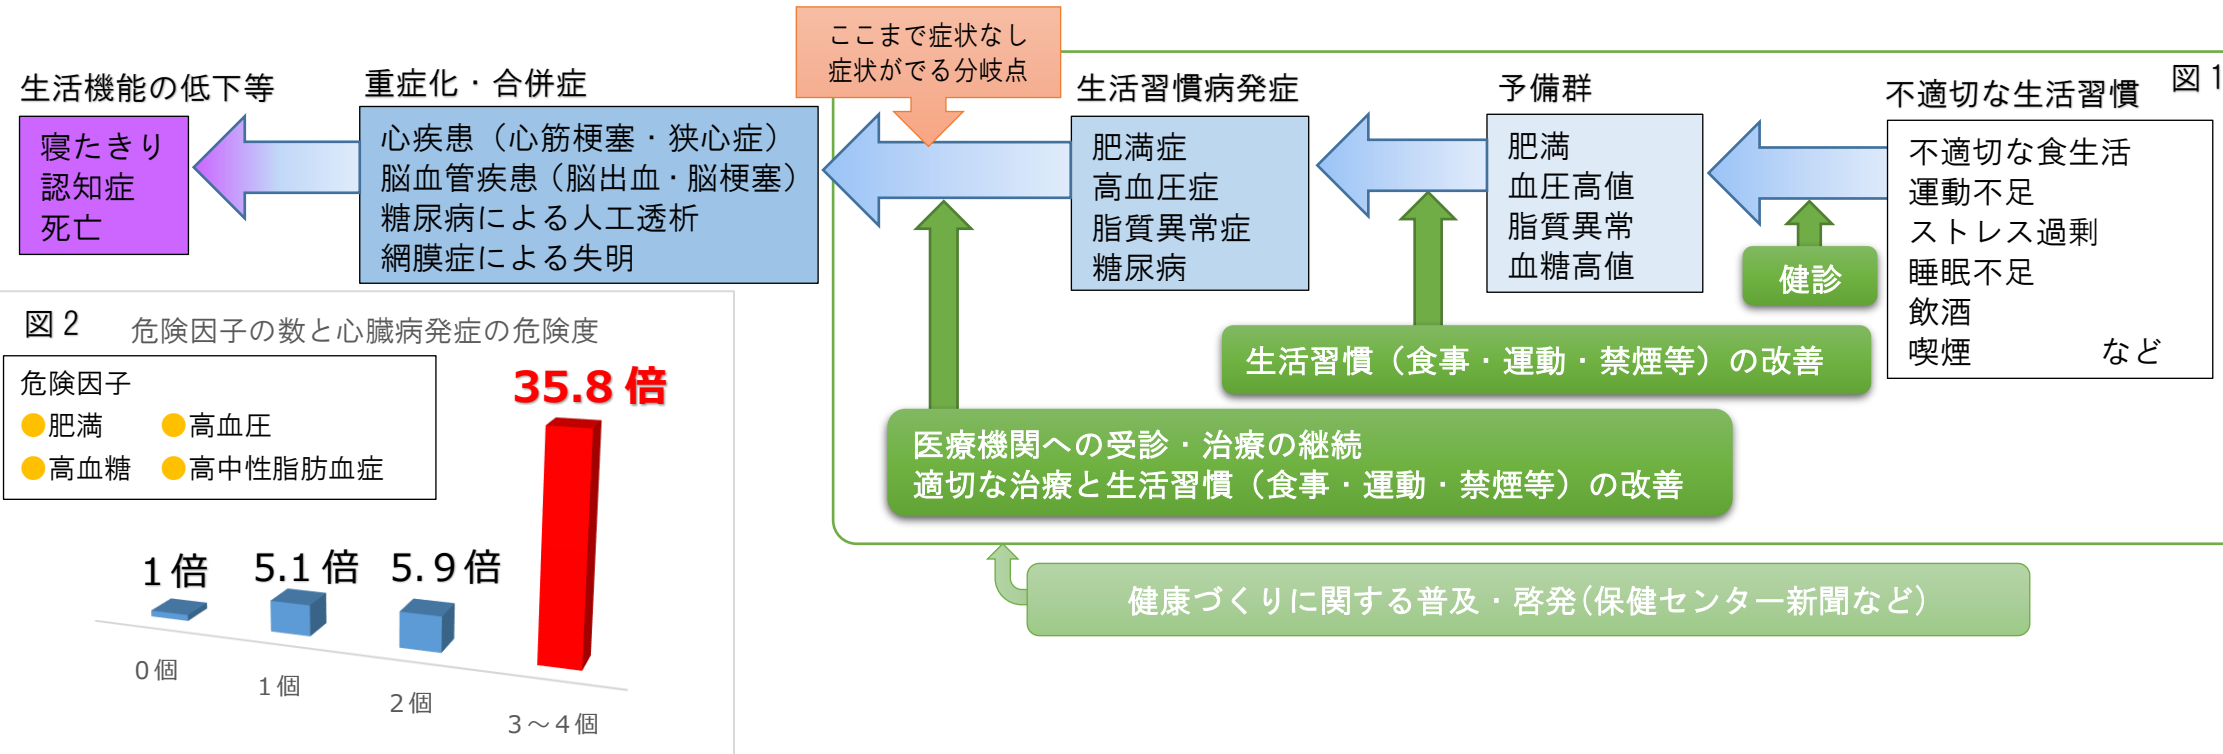 ここまで症状なし
症状がでる分岐点
図1
生活機能の低下等
寝たきり
認知症
死亡
重症化・合併症
心疾患（心筋梗塞・狭心症）
脳血管疾患（脳出血・脳梗塞）
糖尿病による人工透析
網膜症による失明
生活習慣病発症
肥満症
高血圧症
脂質異常症
糖尿病
予備群
肥満
血圧高値
脂質異常
血糖高値
不適切な生活習慣
不適切な食生活
運動不足
ストレス過剰
睡眠不足
飲酒
喫煙　　　　など
健診
生活習慣（食事・運動・禁煙等）の改善
医療機関への受診・治療の継続
適切な治療と生活習慣（食事・運動・禁煙等）の改善
健康づくりに関する普及・啓発(保健センター新聞など)
図2
危険因子の数と心臓病発症の危険度
危険因子
●肥満　●高血圧
●高血糖　●高中性脂肪血症
1倍
5.1倍
5.9倍
35.8倍
0個
1個
2個
3～4個